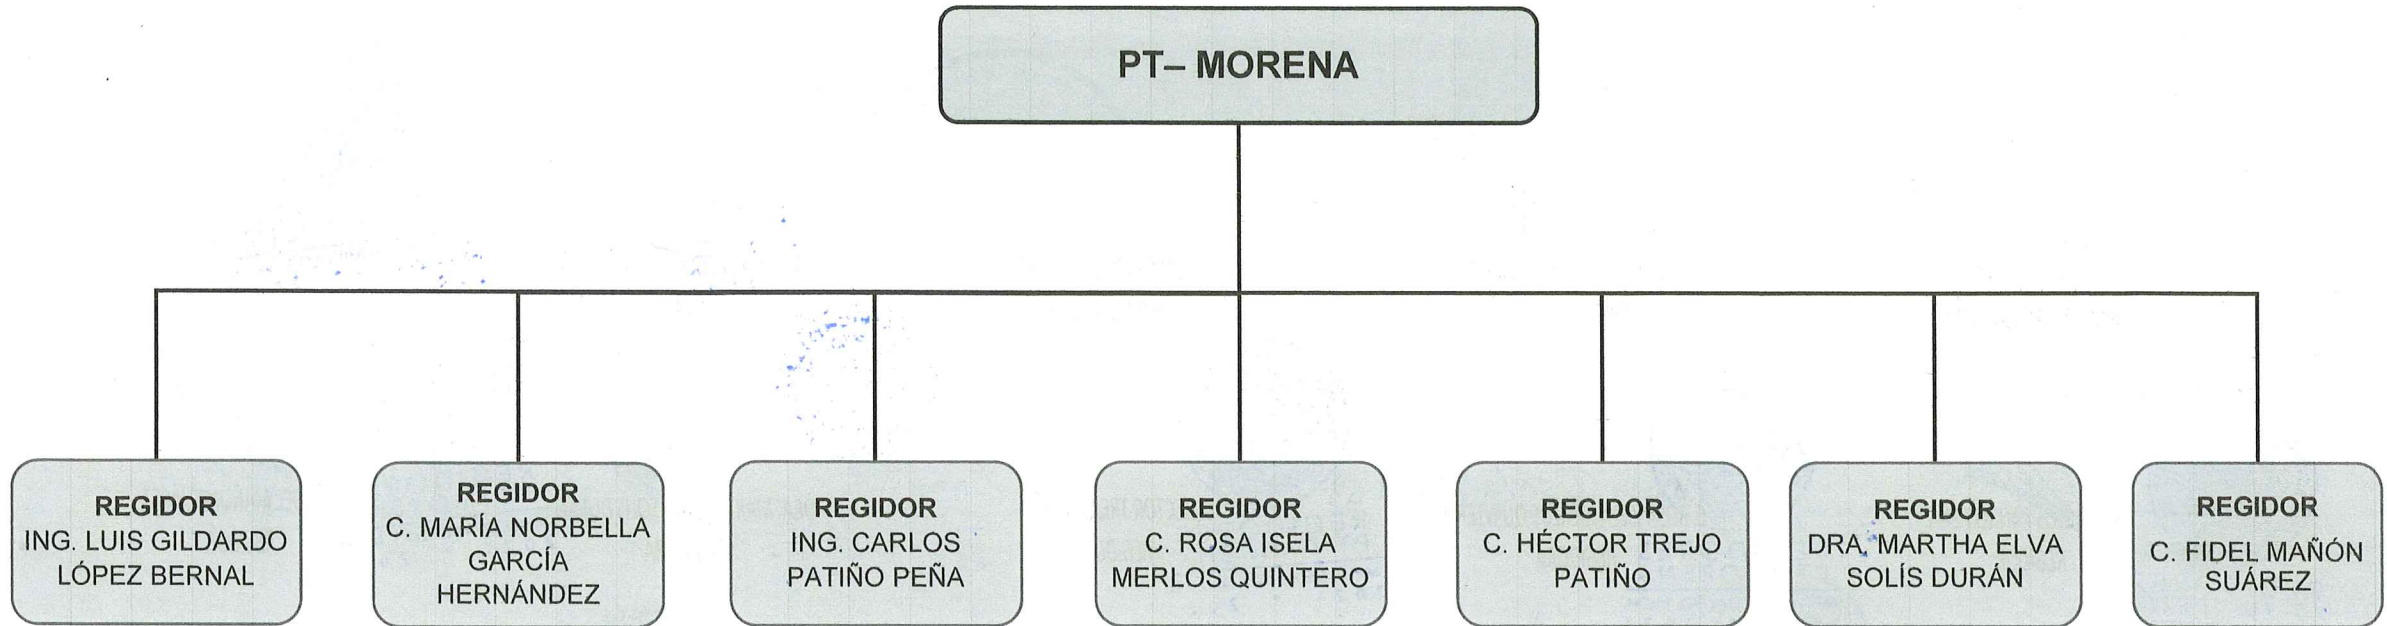 PT– MORENA
REGIDOR
ING. LUIS GILDARDO
LÓPEZ BERNAL
REGIDOR
C. MARÍA NORBELLA
GARCÍA
HERNÁNDEZ
REGIDOR
ING. CARLOS
PATIÑO PEÑA
REGIDOR
C. ROSA ISELA
MERLOS QUINTERO
REGIDOR
C. HÉCTOR TREJO
PATIÑO
REGIDOR
DRA. MARTHA ELVA
SOLÍS DURÁN
REGIDOR
C. FIDEL MAÑÓN
SUÁREZ